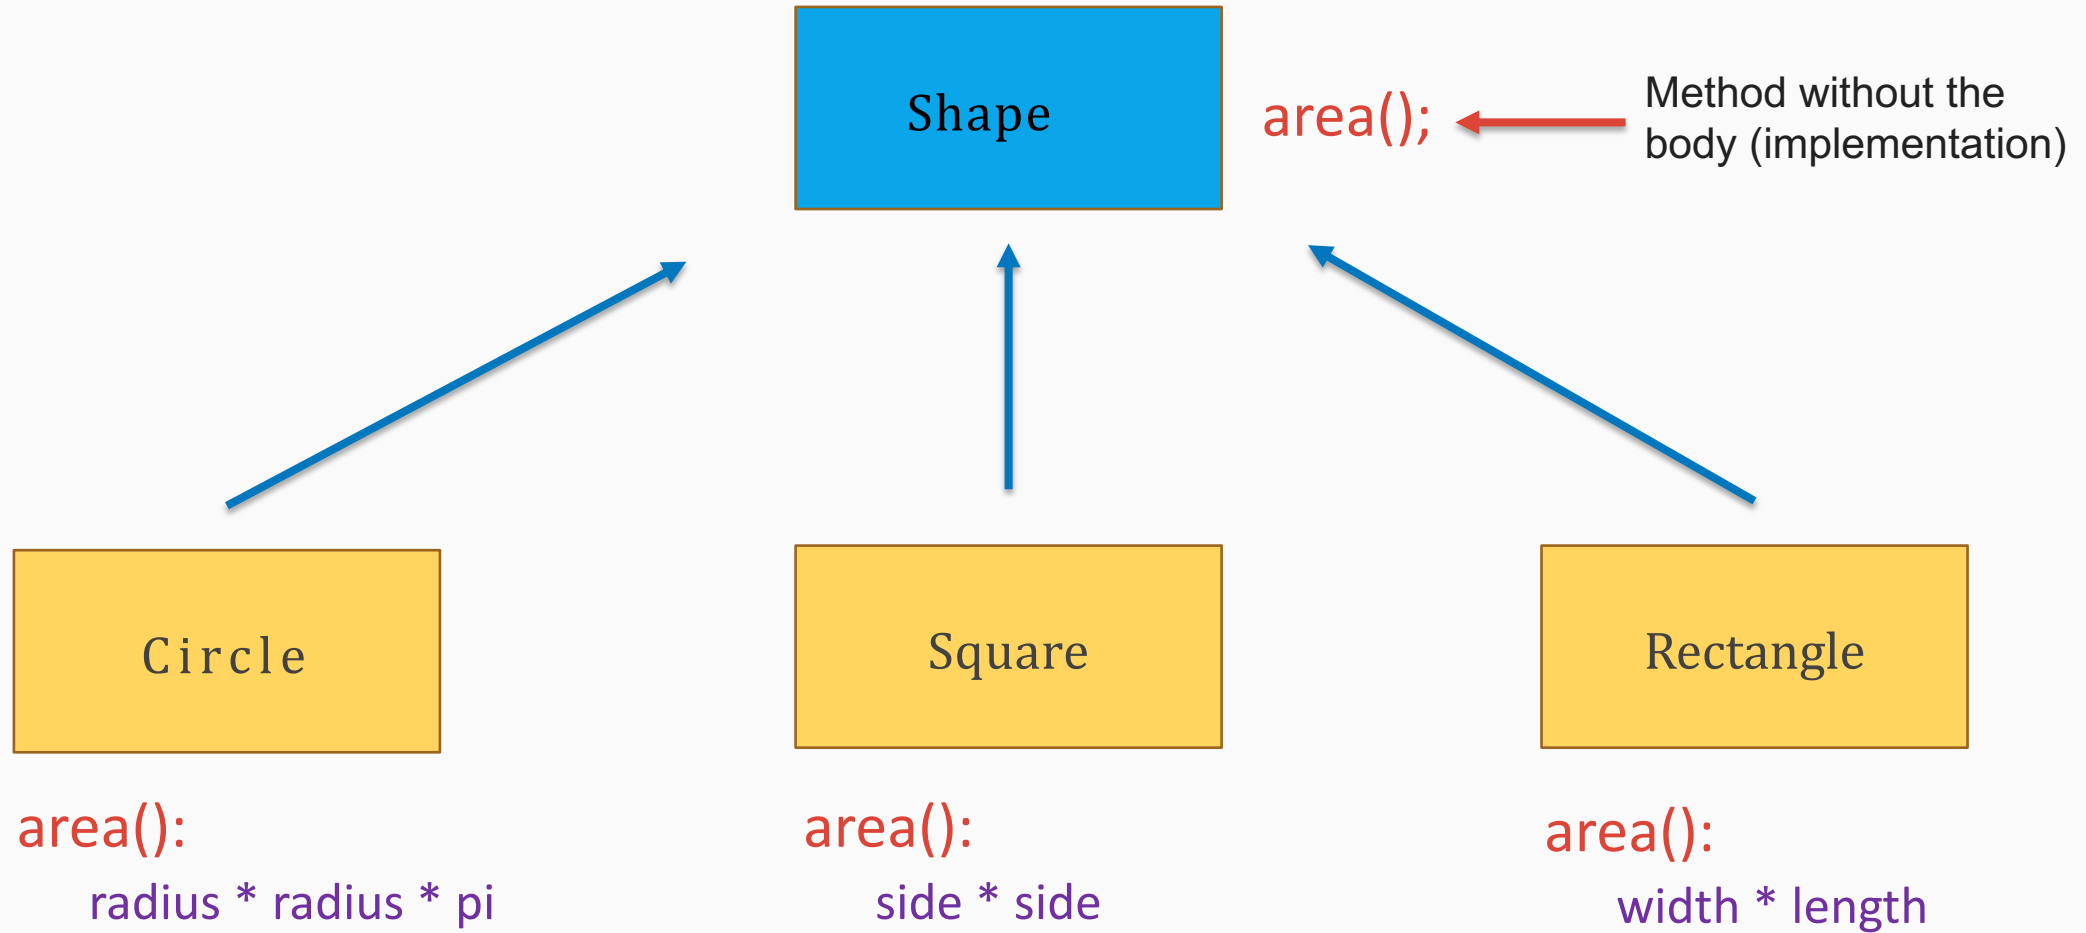 Shape
area();
Method without the
body (implementation)
Circle
Square
Rectangle
area():
radius * radius * pi
area():
side * side
area():
width * length